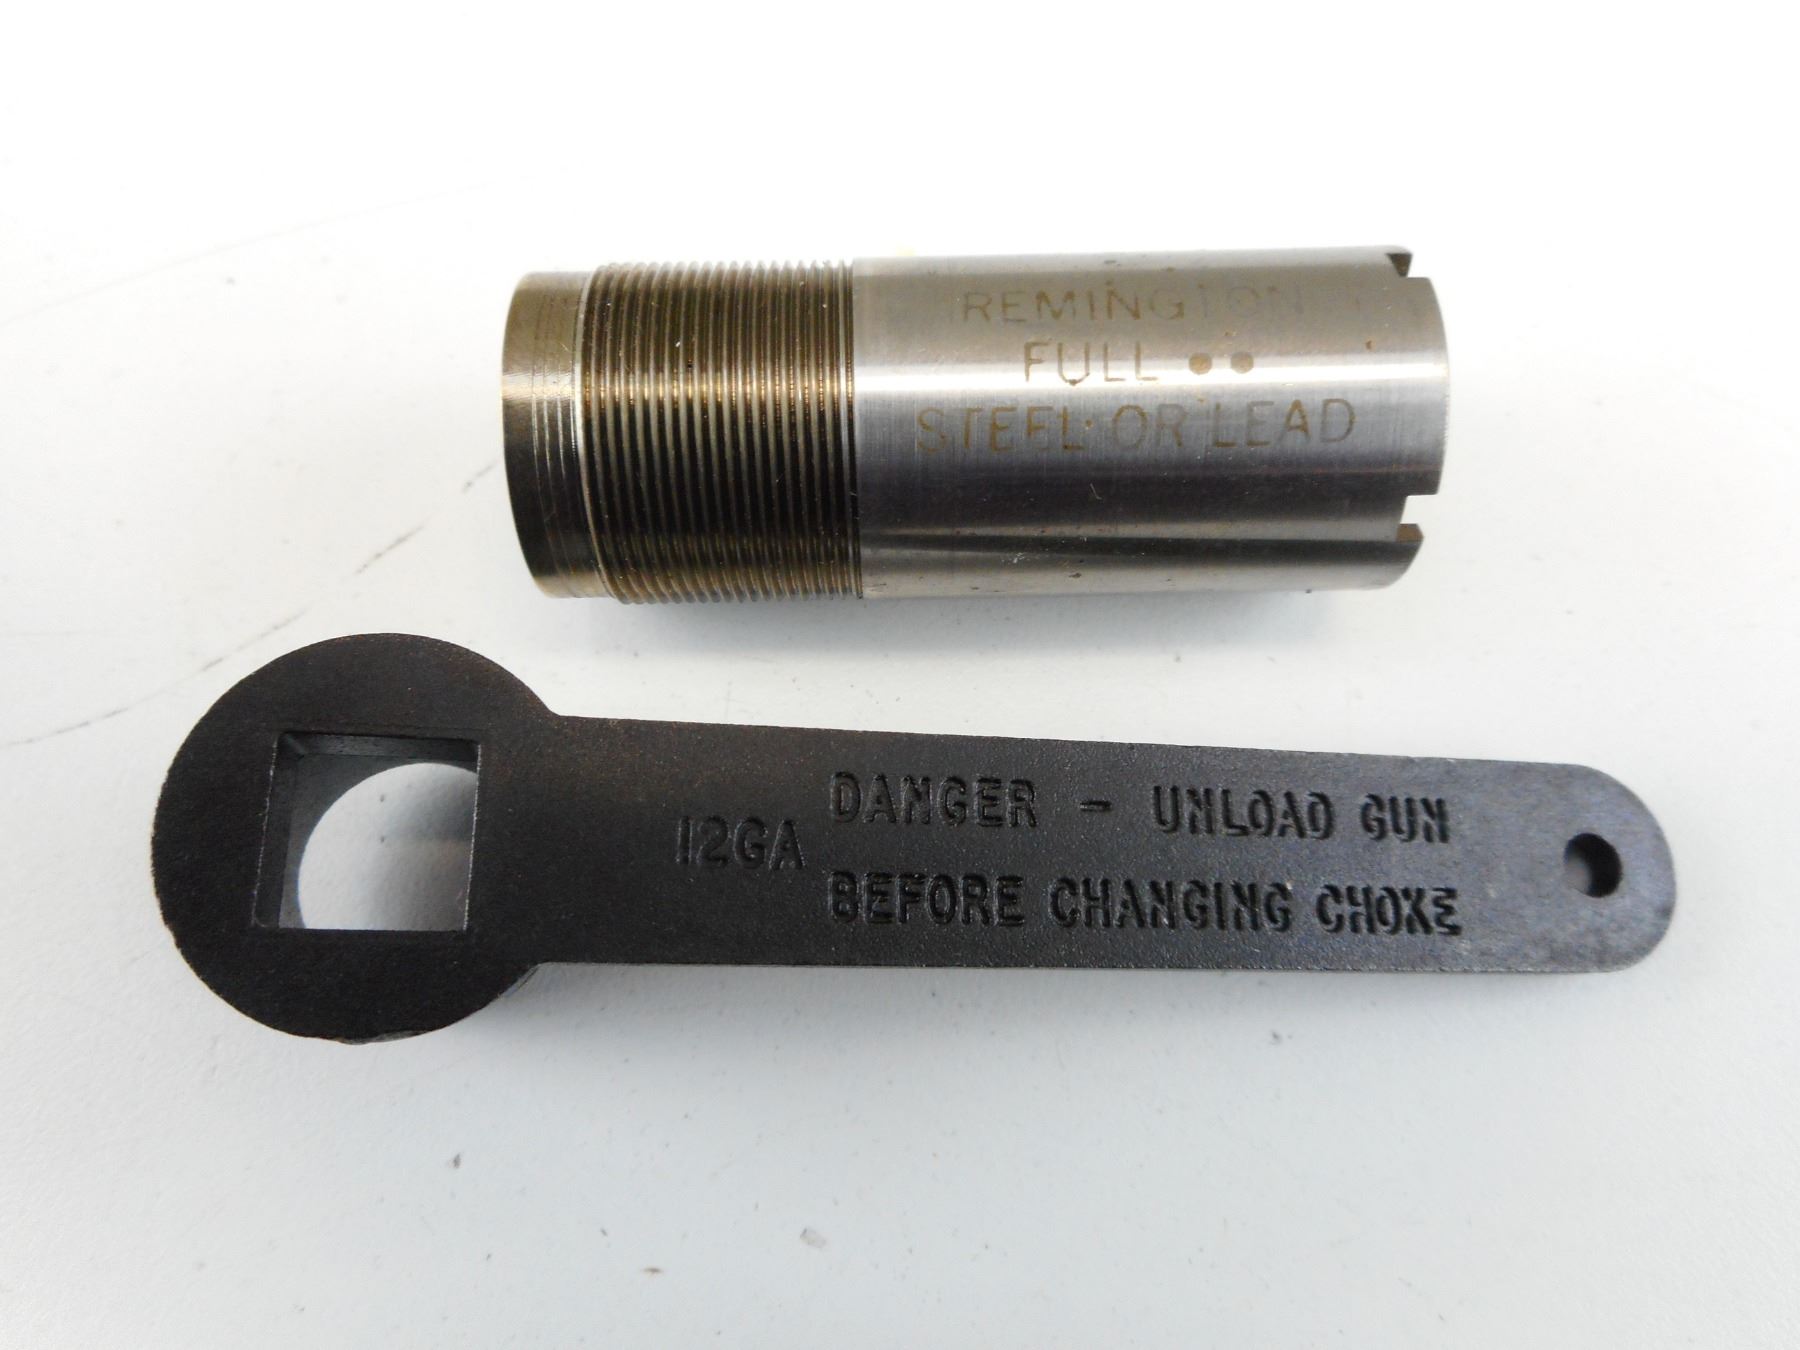 REMINGTON
FULL ●●
STEEL OR LEAD
12GA
DANGER - UNLOAD GUN
BEFORE CHANGING CHOKE